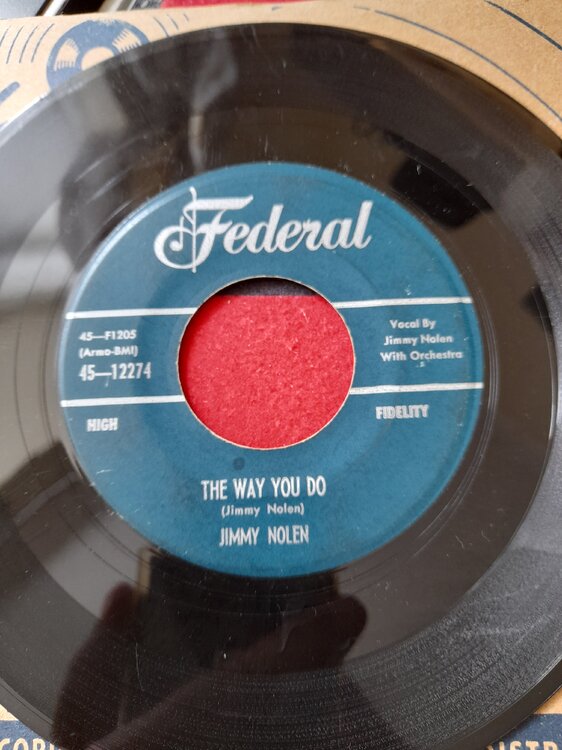 Federal
45—F1205
(Armo-BMI)
45—12274
Vocal By
Jimmy Nolen
With Orchestra
HIGH
FIDELITY
THE WAY YOU DO
(Jimmy Nolen)
JIMMY NOLEN